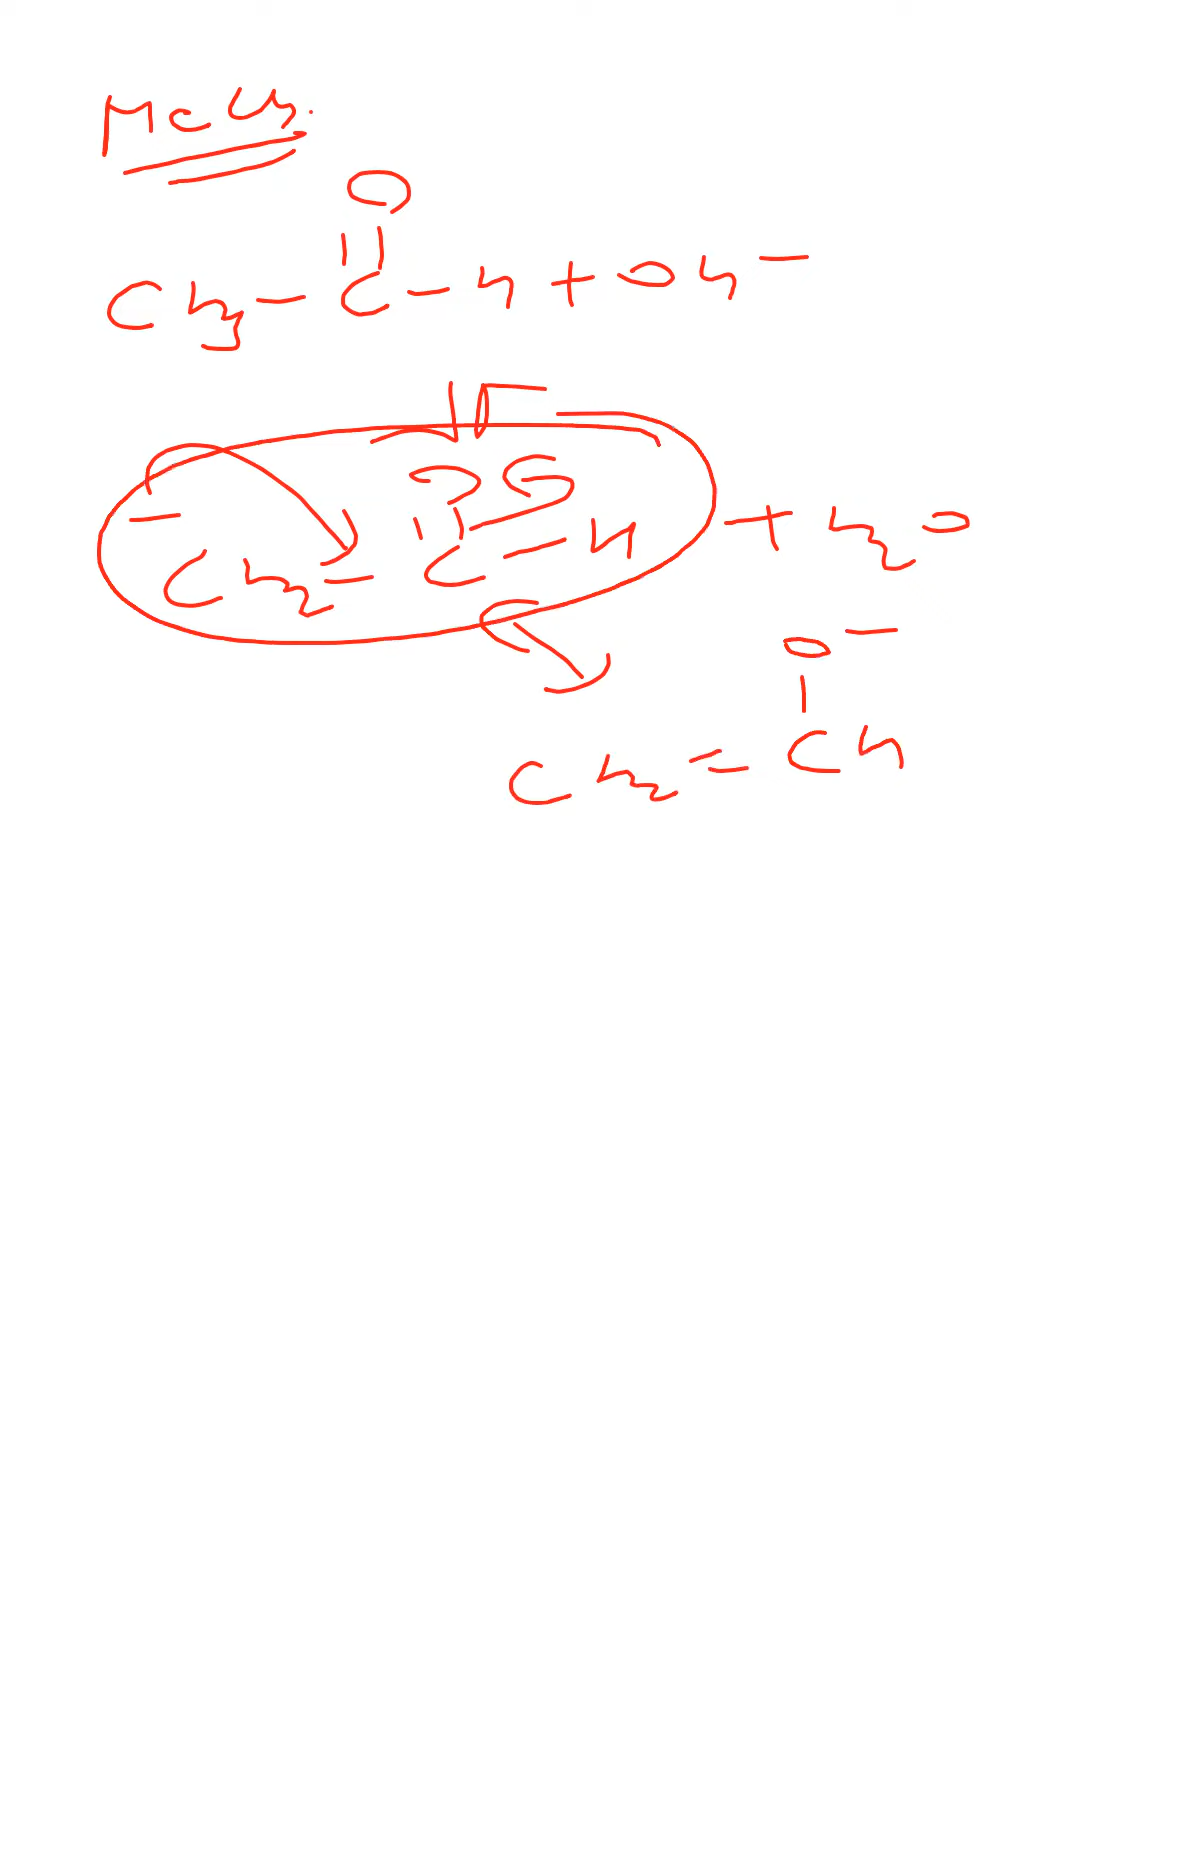 Mech.
O
||
CH3 - C - H + OH⁻
⇌
⁻ O
||
CH2 - C - H + H2O
O⁻
|
CH2 = CH